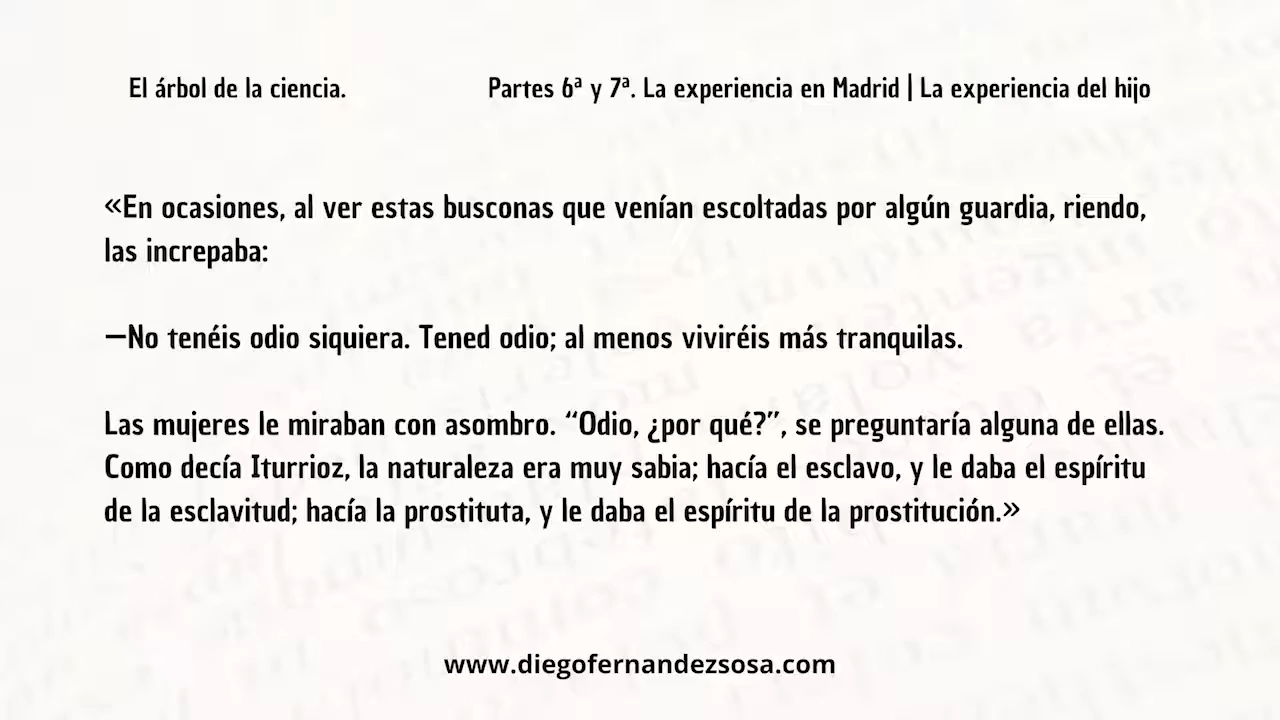 El árbol de la ciencia.
Partes 6ª y 7ª. La experiencia en Madrid | La experiencia del hijo
«En ocasiones, al ver estas busconas que venían escoltadas por algún guardia, riendo,
las increpaba:
—No tenéis odio siquiera. Tened odio; al menos viviréis más tranquilas.
Las mujeres le miraban con asombro. “Odio, ¿por qué?”, se preguntaría alguna de ellas.
Como decía Iturrioz, la naturaleza era muy sabia; hacía el esclavo, y le daba el espíritu
de la esclavitud; hacía la prostituta, y le daba el espíritu de la prostitución.»
www.diegofernandezsosa.com